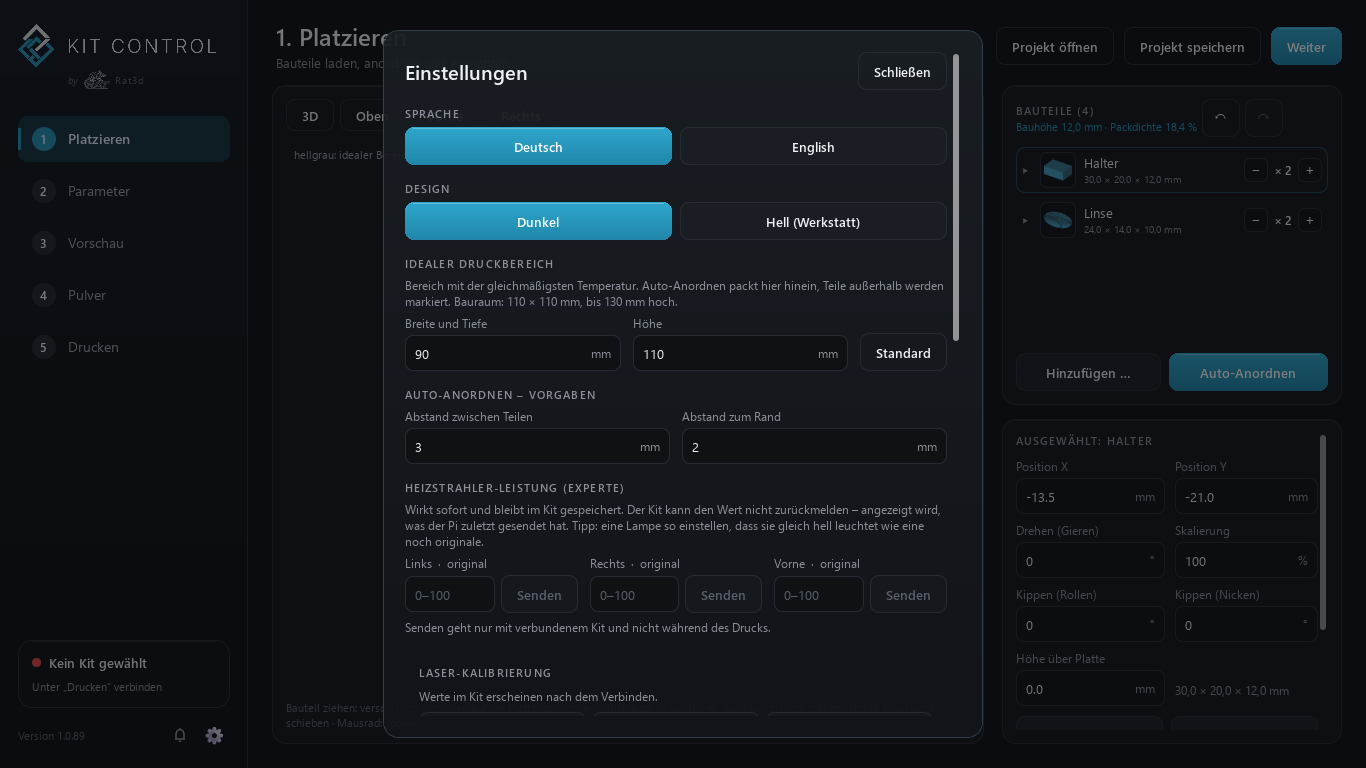 KIT CONTROL
by Rat3d
1 Platzieren
2 Parameter
3 Vorschau
4 Pulver
5 Drucken
Kein Kit gewählt
Unter „Drucken“ verbinden
Version 1.0.89
1. Platzieren
Bauteile laden, anc
Projekt öffnen
Projekt speichern
Weiter
3D
Ober
Rechts
hellgrau: idealer Be
Bauteil ziehen: vers
schieben · Mausrad:
Einstellungen
Schließen
SPRACHE
Deutsch
English
DESIGN
Dunkel
Hell (Werkstatt)
IDEALER DRUCKBEREICH
Bereich mit der gleichmäßigsten Temperatur. Auto-Anordnen packt hier hinein, Teile außerhalb werden
markiert. Bauraum: 110 × 110 mm, bis 130 mm hoch.
Breite und Tiefe
Höhe
90 mm
110 mm
Standard
AUTO-ANORDNEN – VORGABEN
Abstand zwischen Teilen
Abstand zum Rand
3 mm
2 mm
HEIZSTRAHLER-LEISTUNG (EXPERTE)
Wirkt sofort und bleibt im Kit gespeichert. Der Kit kann den Wert nicht zurückmelden – angezeigt wird,
was der Pi zuletzt gesendet hat. Tipp: eine Lampe so einstellen, dass sie gleich hell leuchtet wie eine
noch originale.
Links · original
Rechts · original
Vorne · original
0–100
Senden
0–100
Senden
0–100
Senden
Senden geht nur mit verbundenem Kit und nicht während des Drucks.
LASER-KALIBRIERUNG
Werte im Kit erscheinen nach dem Verbinden.
BAUTEILE (4)
Bauhöhe 12,0 mm · Packdichte 18,4 %
Halter
30,0 × 20,0 × 12,0 mm
− × 2 +
Linse
24,0 × 14,0 × 10,0 mm
− × 2 +
Hinzufügen ...
Auto-Anordnen
AUSGEWÄHLT: HALTER
Position X
Position Y
-13.5 mm
-21.0 mm
Drehen (Gieren)
Skalierung
0 °
100 %
Kippen (Rollen)
Kippen (Nicken)
0 °
0 °
Höhe über Platte
0.0 mm
30,0 × 20,0 × 12,0 mm